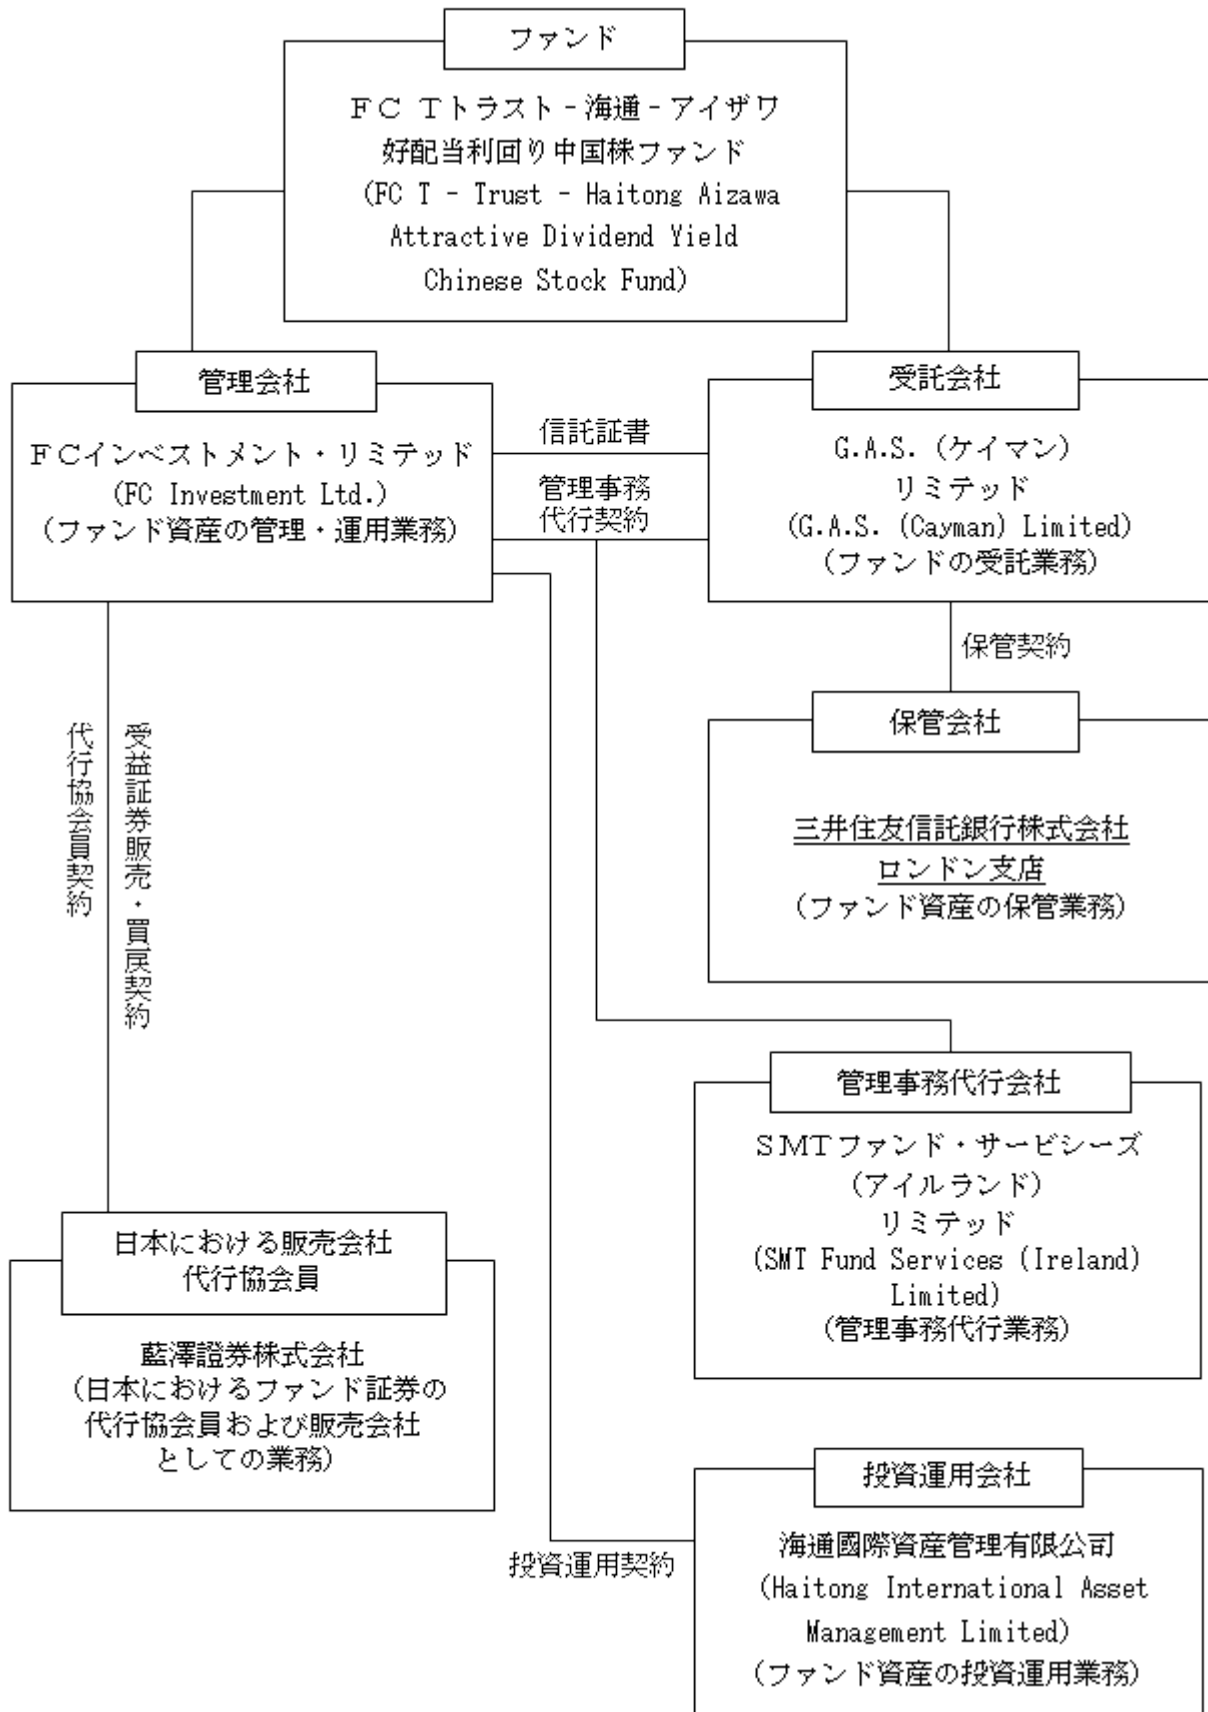 ファンド
ＦＣ Ｔトラスト－海通－アイザワ
好配当利回り中国株ファンド
(FC T - Trust - Haitong Aizawa
Attractive Dividend Yield
Chinese Stock Fund)
管理会社
ＦＣインベストメント・リミテッド
(FC Investment Ltd.)
(ファンド資産の管理・運用業務)
信託証書
管理事務
代行契約
受託会社
G.A.S. (ケイマン)
リミテッド
(G.A.S. (Cayman) Limited)
(ファンドの受託業務)
保管契約
保管会社
三井住友信託銀行株式会社
ロンドン支店
(ファンド資産の保管業務)
受益証券販売・買戻契約
代行協会員契約
管理事務代行会社
ＳＭＴファンド・サービシーズ
(アイルランド)
リミテッド
(SMT Fund Services (Ireland)
Limited)
(管理事務代行業務)
日本における販売会社
代行協会員
藍澤證券株式会社
(日本におけるファンド証券の
代行協会員および販売会社
としての業務)
投資運用契約
投資運用会社
海通國際資産管理有限公司
(Haitong International Asset
Management Limited)
(ファンド資産の投資運用業務)